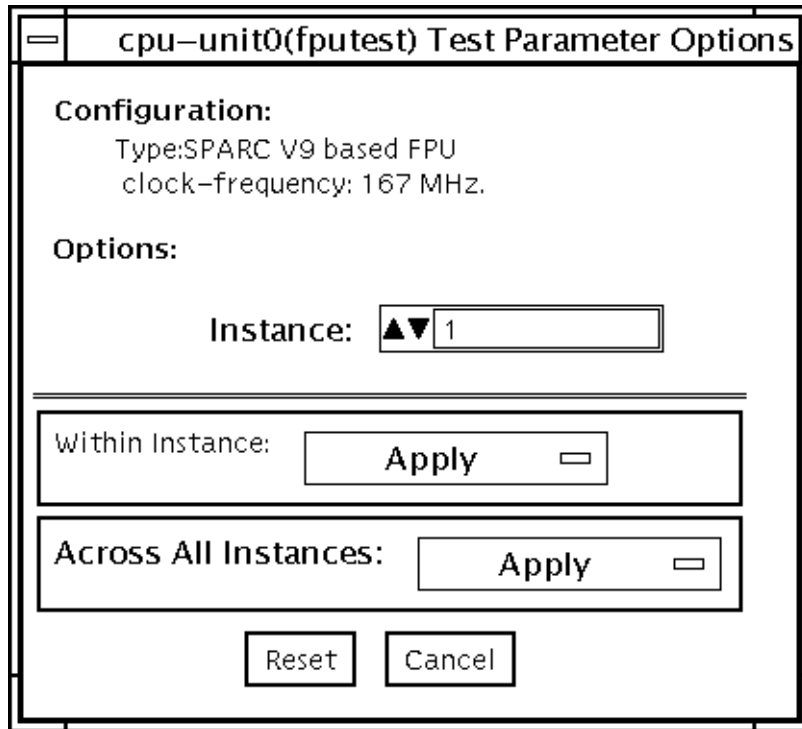 cpu–unit0(fputest) Test Parameter Options
Configuration:
Type:SPARC V9 based FPU
clock–frequency: 167 MHz.
Options:
Instance: 1
Within Instance: Apply
Across All Instances: Apply
Reset Cancel